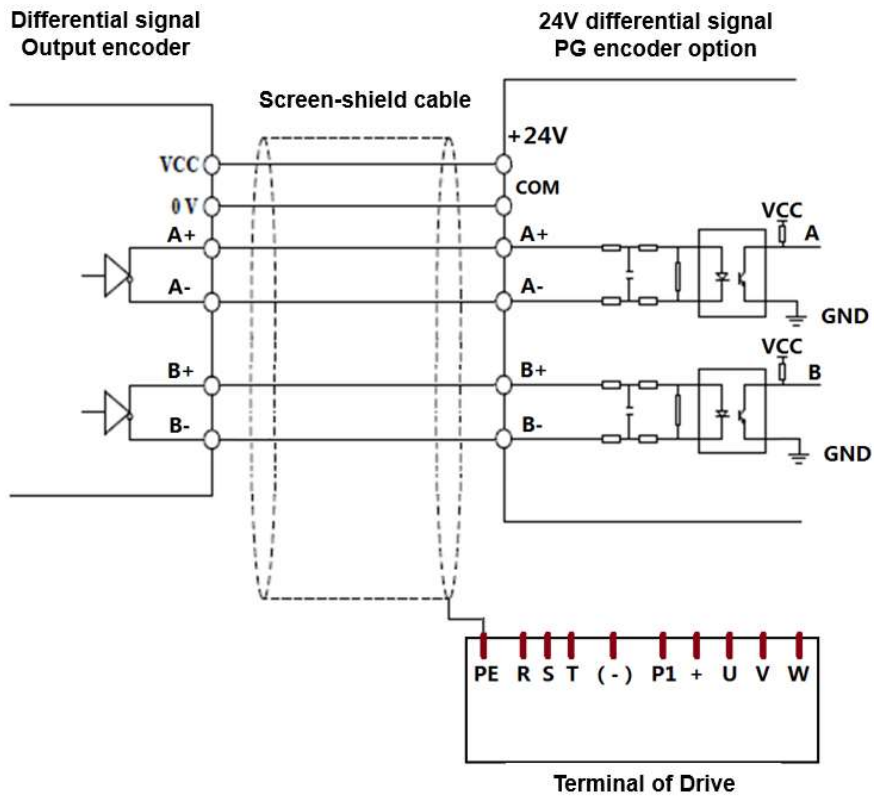 Differential signal
Output encoder
24V differential signal
PG encoder option
Screen-shield cable
+24V
VCC
COM
0V
VCC
A+
A+
A
A-
A-
GND
VCC
B+
B+
B
B-
B-
GND
PE R S T (-) P1 + U V W
Terminal of Drive